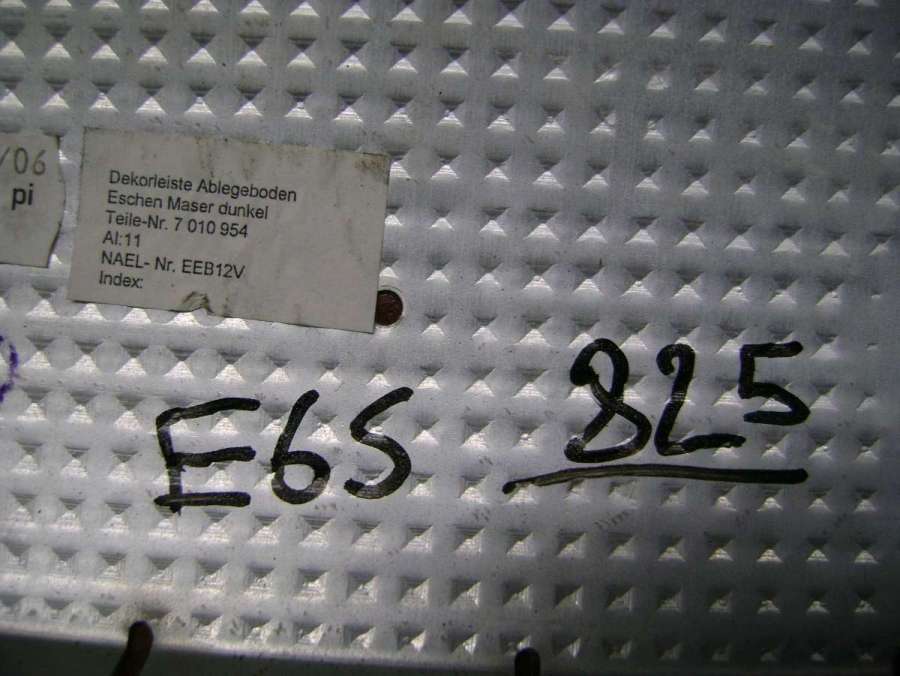 /06
pi
Dekorleiste Ablegeboden
Eschen Maser dunkel
Teile-Nr. 7 010 954
AI:11
NAEL- Nr. EEB12V
Index:
E65 825